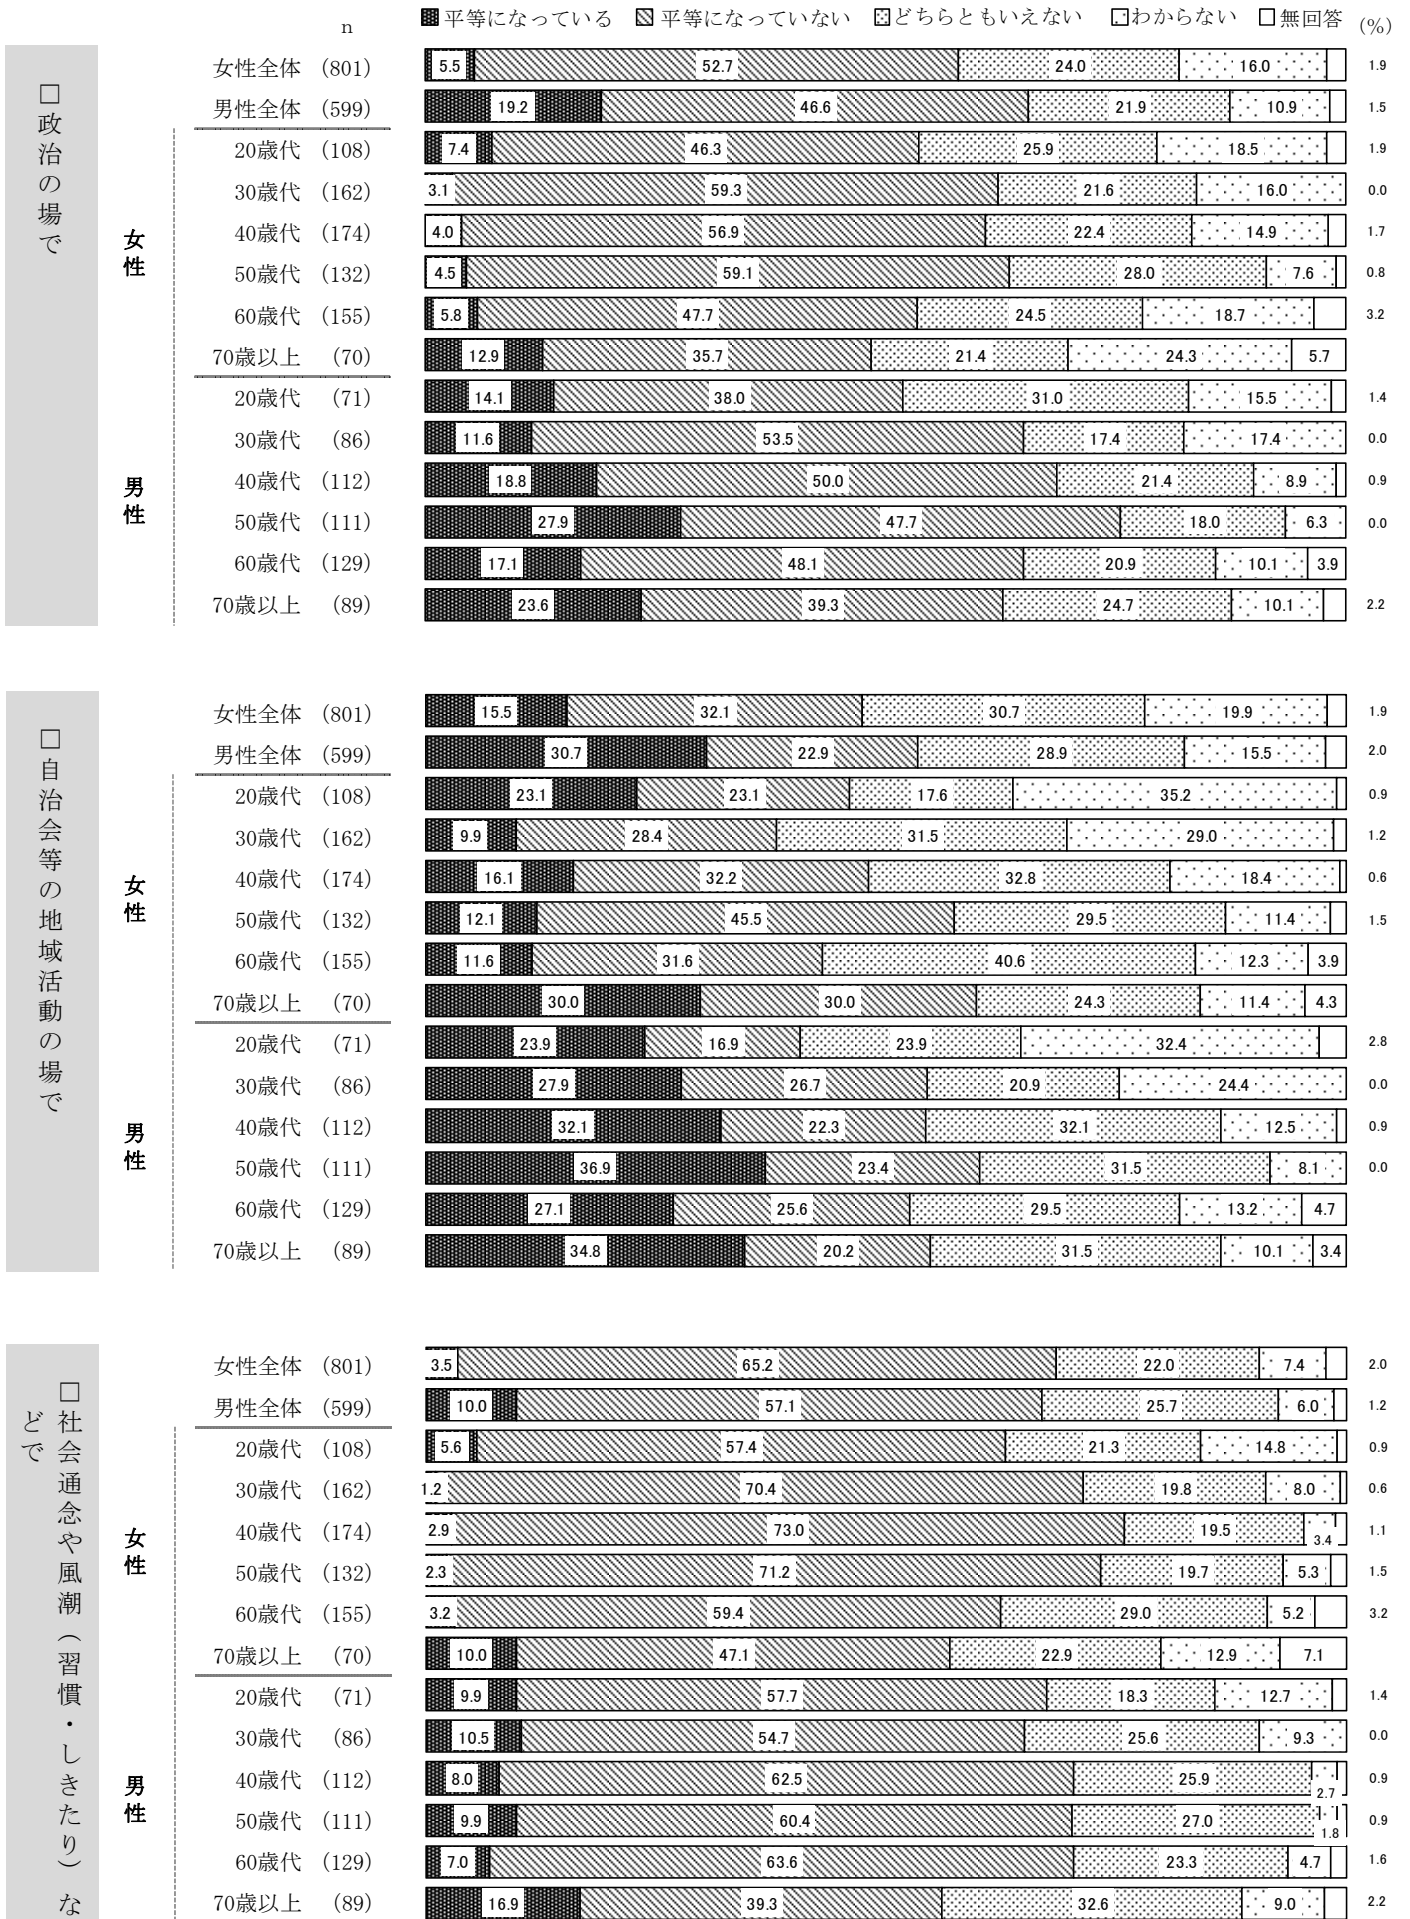 n ■平等になっている ▧平等になっていない ▦どちらともいえない □わからない □無回答 (%)
□政治の場で
女性全体 (801) 5.5 52.7 24.0 16.0 1.9
男性全体 (599) 19.2 46.6 21.9 10.9 1.5
女性
20歳代 (108) 7.4 46.3 25.9 18.5 1.9
30歳代 (162) 3.1 59.3 21.6 16.0 0.0
40歳代 (174) 4.0 56.9 22.4 14.9 1.7
50歳代 (132) 4.5 59.1 28.0 7.6 0.8
60歳代 (155) 5.8 47.7 24.5 18.7 3.2
70歳以上 (70) 12.9 35.7 21.4 24.3 5.7
男性
20歳代 (71) 14.1 38.0 31.0 15.5 1.4
30歳代 (86) 11.6 53.5 17.4 17.4 0.0
40歳代 (112) 18.8 50.0 21.4 8.9 0.9
50歳代 (111) 27.9 47.7 18.0 6.3 0.0
60歳代 (129) 17.1 48.1 20.9 10.1 3.9
70歳以上 (89) 23.6 39.3 24.7 10.1 2.2
□自治会等の地域活動の場で
女性全体 (801) 15.5 32.1 30.7 19.9 1.9
男性全体 (599) 30.7 22.9 28.9 15.5 2.0
女性
20歳代 (108) 23.1 23.1 17.6 35.2 0.9
30歳代 (162) 9.9 28.4 31.5 29.0 1.2
40歳代 (174) 16.1 32.2 32.8 18.4 0.6
50歳代 (132) 12.1 45.5 29.5 11.4 1.5
60歳代 (155) 11.6 31.6 40.6 12.3 3.9
70歳以上 (70) 30.0 30.0 24.3 11.4 4.3
男性
20歳代 (71) 23.9 16.9 23.9 32.4 2.8
30歳代 (86) 27.9 26.7 20.9 24.4 0.0
40歳代 (112) 32.1 22.3 32.1 12.5 0.9
50歳代 (111) 36.9 23.4 31.5 8.1 0.0
60歳代 (129) 27.1 25.6 29.5 13.2 4.7
70歳以上 (89) 34.8 20.2 31.5 10.1 3.4
□社会通念や風潮（習慣・しきたり）な
どで
女性全体 (801) 3.5 65.2 22.0 7.4 2.0
男性全体 (599) 10.0 57.1 25.7 6.0 1.2
女性
20歳代 (108) 5.6 57.4 21.3 14.8 0.9
30歳代 (162) 1.2 70.4 19.8 8.0 0.6
40歳代 (174) 2.9 73.0 19.5 3.4 1.1
50歳代 (132) 2.3 71.2 19.7 5.3 1.5
60歳代 (155) 3.2 59.4 29.0 5.2 3.2
70歳以上 (70) 10.0 47.1 22.9 12.9 7.1
男性
20歳代 (71) 9.9 57.7 18.3 12.7 1.4
30歳代 (86) 10.5 54.7 25.6 9.3 0.0
40歳代 (112) 8.0 62.5 25.9 2.7 0.9
50歳代 (111) 9.9 60.4 27.0 1.8 0.9
60歳代 (129) 7.0 63.6 23.3 4.7 1.6
70歳以上 (89) 16.9 39.3 32.6 9.0 2.2